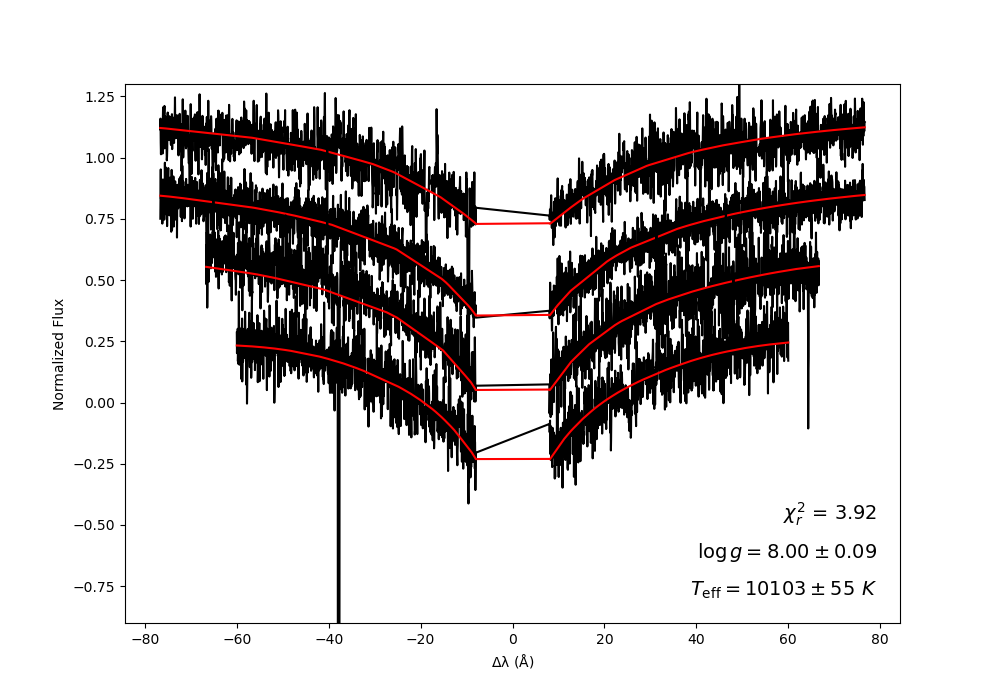 1.25
1.00
0.75
0.50
0.25
0.00
−0.25
−0.50
−0.75
Normalized Flux
χ²ᵣ = 3.92
log g = 8.00 ± 0.09
T_eff = 10103 ± 55 K
−80 −60 −40 −20 0 20 40 60 80
Δλ (Å)